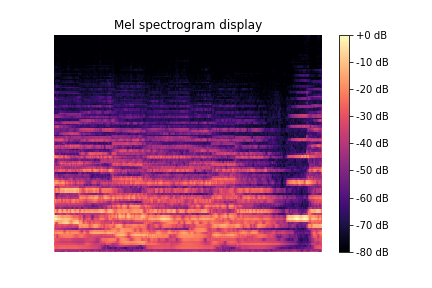 Mel spectrogram display
+0 dB
-10 dB
-20 dB
-30 dB
-40 dB
-50 dB
-60 dB
-70 dB
-80 dB